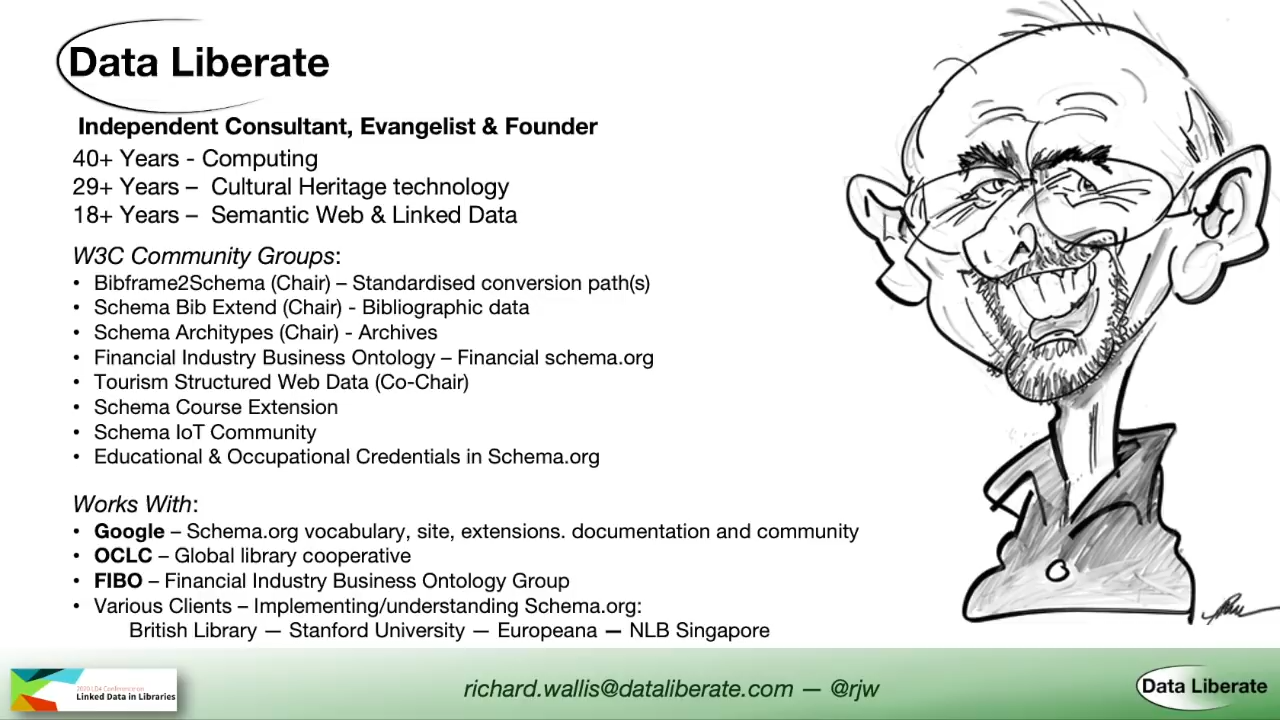 Data Liberate
Independent Consultant, Evangelist & Founder
40+ Years - Computing
29+ Years – Cultural Heritage technology
18+ Years – Semantic Web & Linked Data
W3C Community Groups:
• Bibframe2Schema (Chair) – Standardised conversion path(s)
• Schema Bib Extend (Chair) - Bibliographic data
• Schema Architypes (Chair) - Archives
• Financial Industry Business Ontology – Financial schema.org
• Tourism Structured Web Data (Co-Chair)
• Schema Course Extension
• Schema IoT Community
• Educational & Occupational Credentials in Schema.org
Works With:
• Google – Schema.org vocabulary, site, extensions. documentation and community
• OCLC – Global library cooperative
• FIBO – Financial Industry Business Ontology Group
• Various Clients – Implementing/understanding Schema.org:
British Library — Stanford University — Europeana — NLB Singapore
2020 LD4 Conference on
Linked Data in Libraries
richard.wallis@dataliberate.com — @rjw
Data Liberate